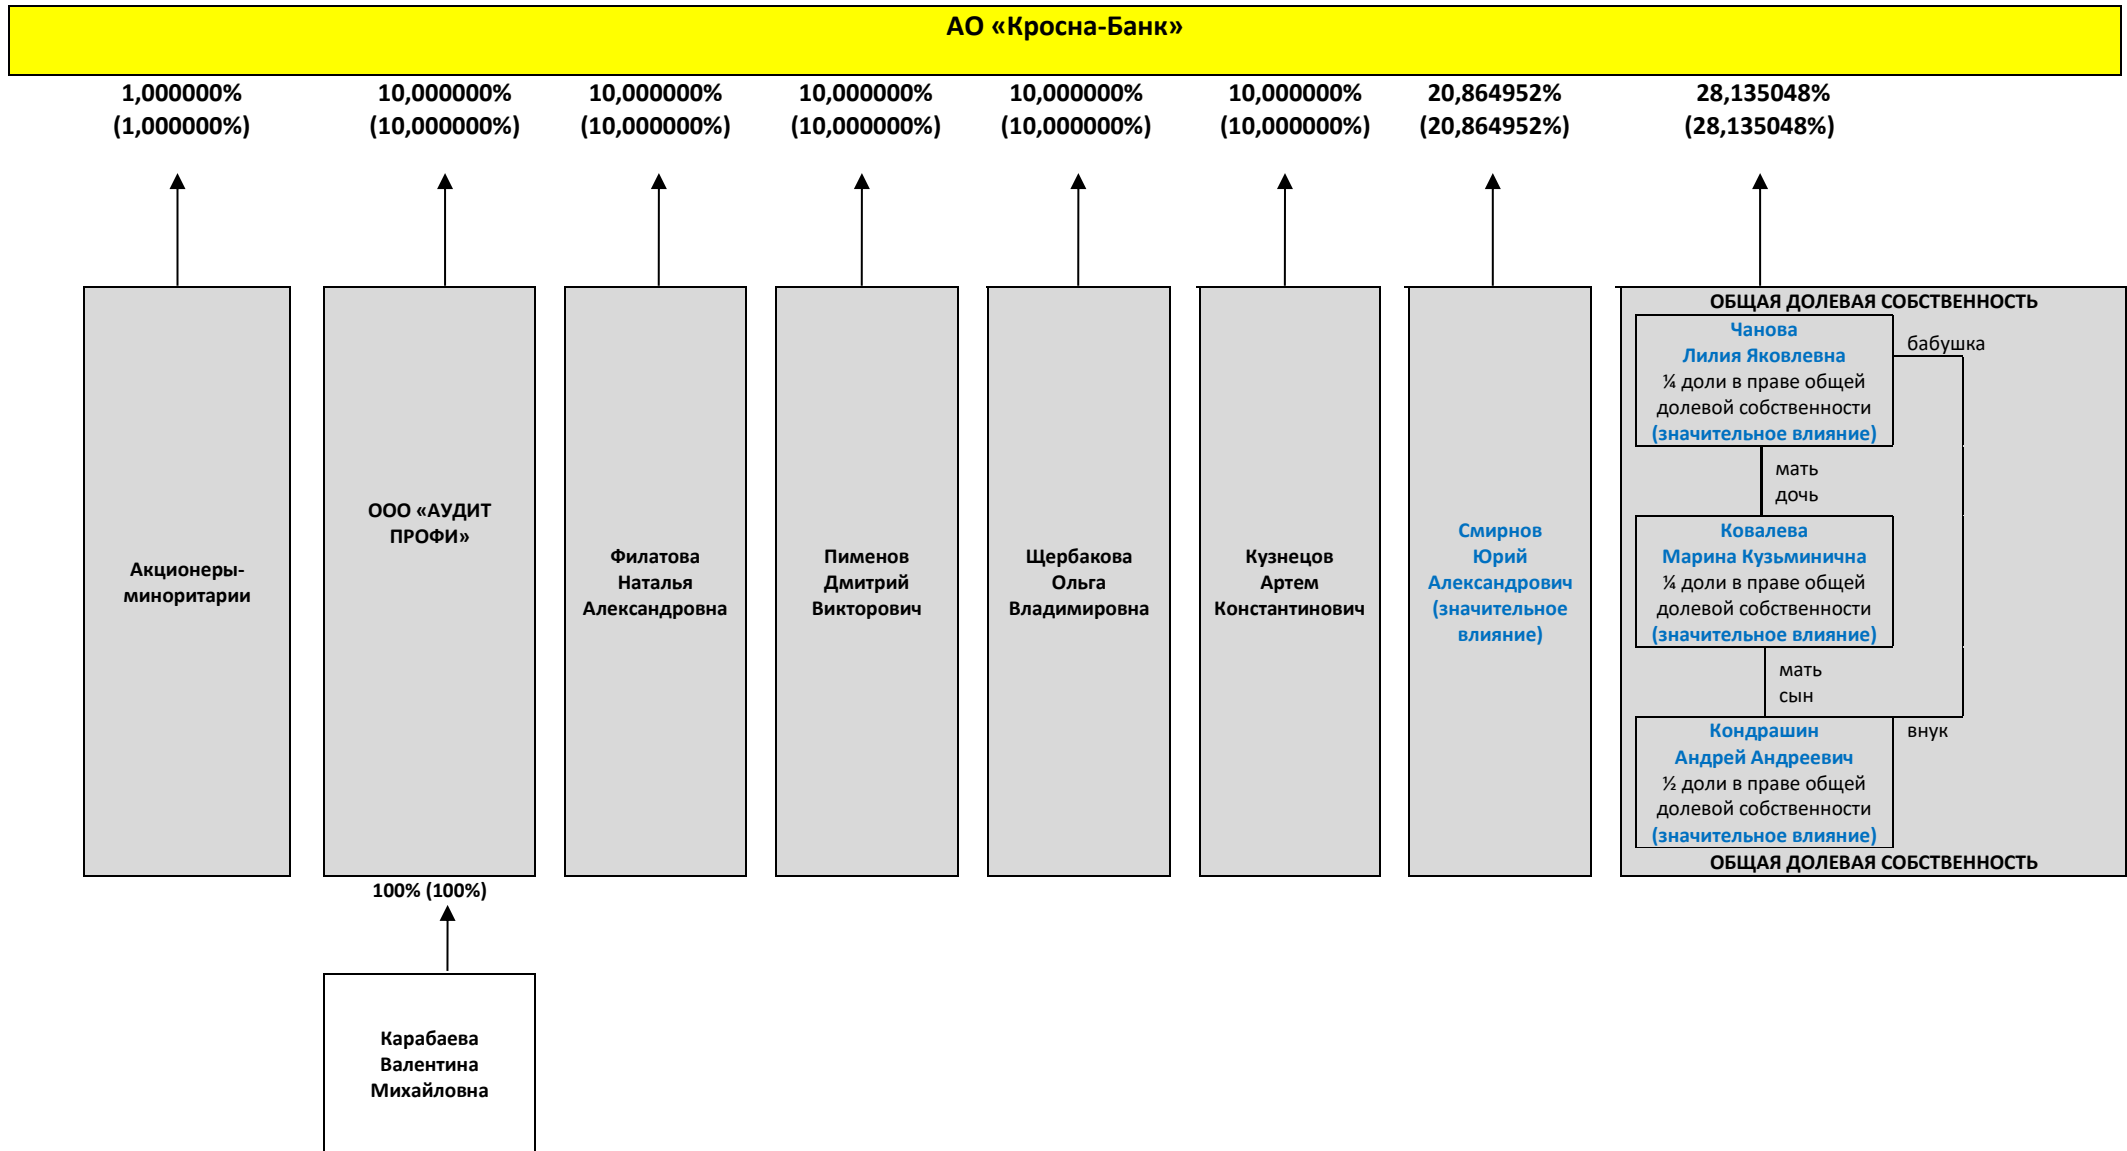 АО «Кросна-Банк»
1,000000%
(1,000000%)
10,000000%
(10,000000%)
10,000000%
(10,000000%)
10,000000%
(10,000000%)
10,000000%
(10,000000%)
10,000000%
(10,000000%)
20,864952%
(20,864952%)
28,135048%
(28,135048%)
Акционеры-
миноритарии
ООО «АУДИТ
ПРОФИ»
Филатова
Наталья
Александровна
Пименов
Дмитрий
Викторович
Щербакова
Ольга
Владимировна
Кузнецов
Артем
Константинович
Смирнов
Юрий
Александрович
(значительное
влияние)
ОБЩАЯ ДОЛЕВАЯ СОБСТВЕННОСТЬ
Чанова
Лилия Яковлевна
¼ доли в праве общей
долевой собственности
(значительное влияние)
бабушка
мать
дочь
Ковалева
Марина Кузьминична
¼ доли в праве общей
долевой собственности
(значительное влияние)
мать
сын
Кондрашин
Андрей Андреевич
½ доли в праве общей
долевой собственности
(значительное влияние)
внук
ОБЩАЯ ДОЛЕВАЯ СОБСТВЕННОСТЬ
100% (100%)
Карабаева
Валентина
Михайловна